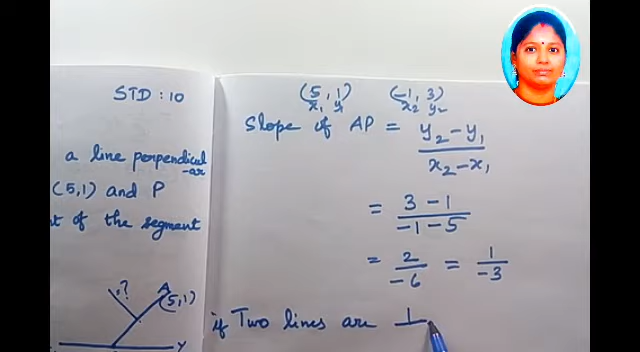 STD : 10
a line perpendicul
-ar
(5,1) and P
of the segment
?
A
(5,1)
Y
(5, 1) (-1, 3)
x₁ y₁ x₂ y₂
Slope of AP = y₂ - y₁ / x₂ - x₁
= 3 - 1 / -1 - 5
= 2 / -6 = 1 / -3
if Two lines are ⊥